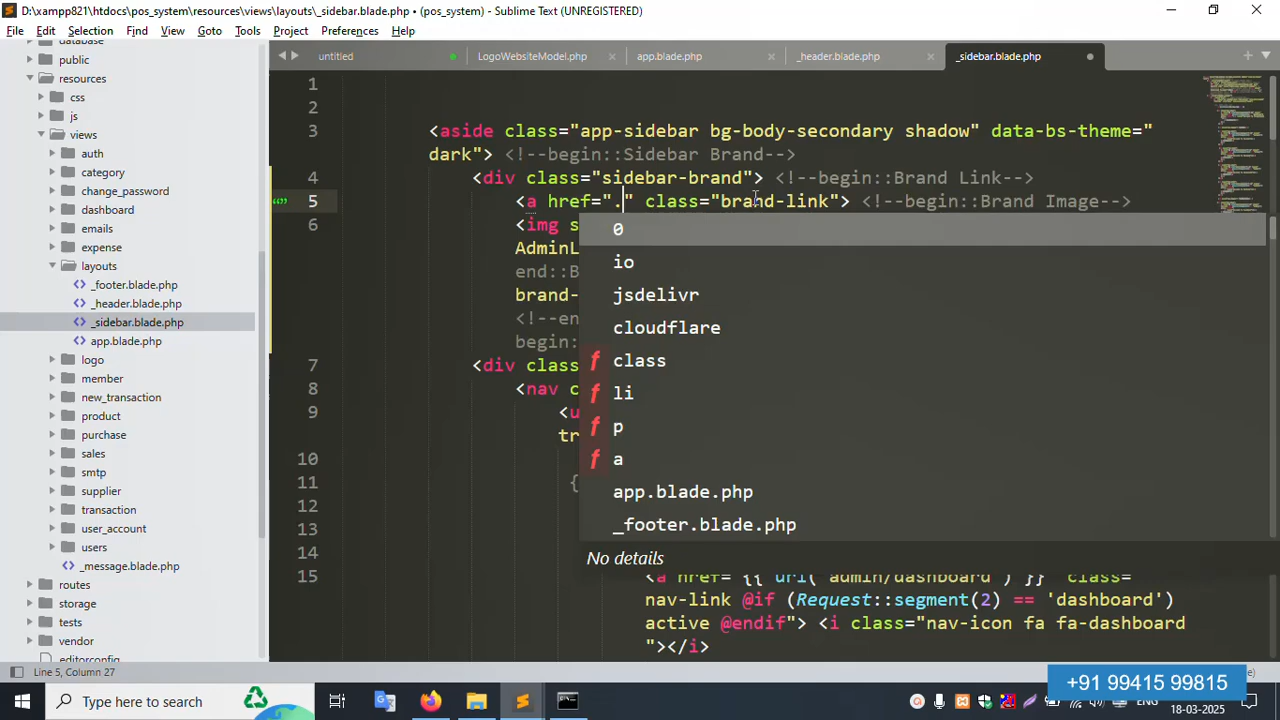 D:\xampp821\htdocs\pos_system\resources\views\layouts\_sidebar.blade.php • (pos_system) - Sublime Text (UNREGISTERED)
File Edit Selection Find View Goto Tools Project Preferences Help
untitled LogoWebsiteModel.php app.blade.php _header.blade.php _sidebar.blade.php
database
public
resources
css
js
views
auth
category
change_password
dashboard
emails
expense
layouts
_footer.blade.php
_header.blade.php
_sidebar.blade.php
app.blade.php
logo
member
new_transaction
product
purchase
sales
smtp
supplier
transaction
user_account
users
_message.blade.php
routes
storage
tests
vendor
.editorconfig
1
2
3 <aside class="app-sidebar bg-body-secondary shadow" data-bs-theme="
dark"> <!--begin::Sidebar Brand-->
4 <div class="sidebar-brand"> <!--begin::Brand Link-->
5 <a href="." class="brand-link"> <!--begin::Brand Image-->
6 <img s
AdminL
end::B
brand-
<!--en
begin:
7 <div class
8 <nav c
9 <u
tr
10
11 {
12
13
14
15 <a href="{{ url('admin/dashboard') }}" class="
nav-link @if (Request::segment(2) == 'dashboard')
active @endif"> <i class="nav-icon fa fa-dashboard
"></i>
0
io
jsdelivr
cloudflare
f class
f li
f p
f a
app.blade.php
_footer.blade.php
No details
Line 5, Column 27
+91 99415 99815
Type here to search
ENG
18-03-2025